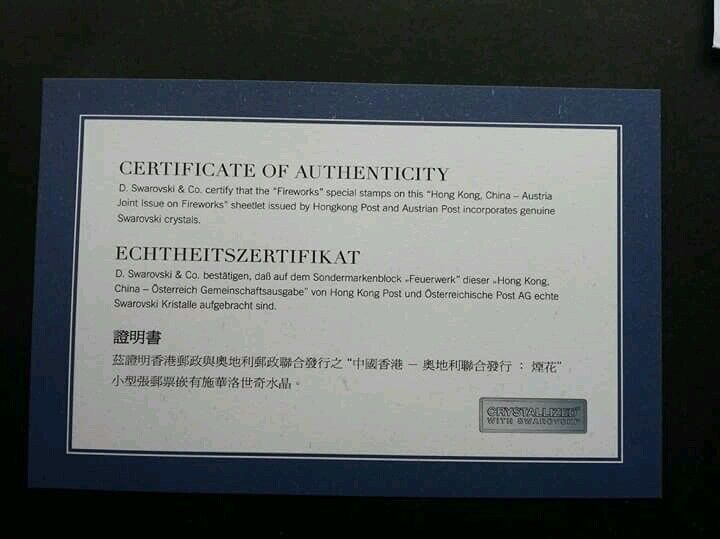 CERTIFICATE OF AUTHENTICITY
D. Swarovski & Co. certify that the "Fireworks" special stamps on this "Hong Kong, China – Austria
Joint Issue on Fireworks" sheetlet issued by Hongkong Post and Austrian Post incorporates genuine
Swarovski crystals.
ECHTHEITSZERTIFIKAT
D. Swarovski & Co. bestätigen, daß auf dem Sondermarkenblock „Feuerwerk" dieser „Hong Kong,
China – Österreich Gemeinschaftsausgabe" von Hong Kong Post und Österreichische Post AG echte
Swarovski Kristalle aufgebracht sind.
證明書
茲證明香港郵政與奧地利郵政聯合發行之"中國香港 – 奧地利聯合發行 : 煙花"
小型張郵票嵌有施華洛世奇水晶。
CRYSTALLIZED™
WITH SWAROVSKI